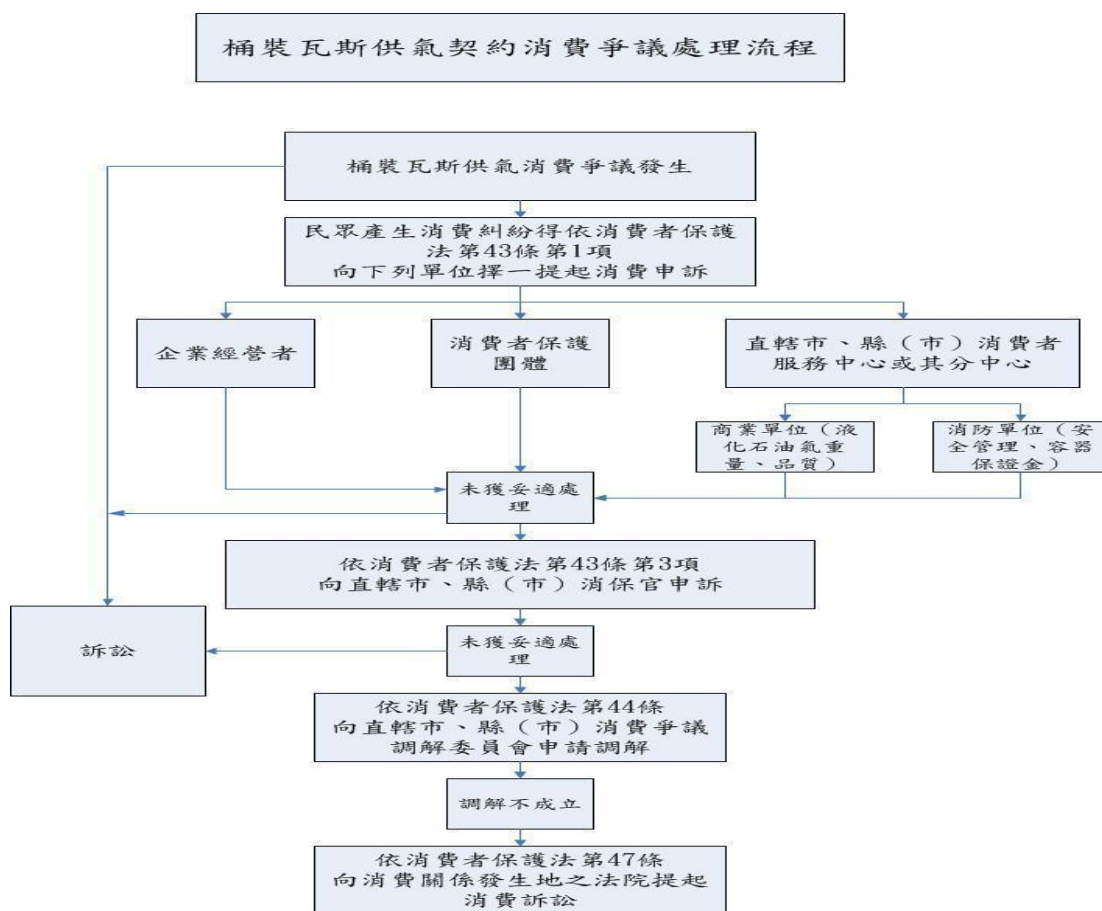 桶裝瓦斯供氣契約消費爭議處理流程
桶裝瓦斯供氣消費爭議發生
民眾產生消費糾紛得依消費者保護
法第43條第1項
向下列單位擇一提起消費申訴
企業經營者
消費者保護
團體
直轄市、縣（市）消費者
服務中心或其分中心
商業單位（液
化石油氣重
量、品質）
消防單位（安
全管理、容器
保證金）
未獲妥適處
理
依消費者保護法第43條第3項
向直轄市、縣（市）消保官申訴
訴訟
未獲妥適處
理
依消費者保護法第44條
向直轄市、縣（市）消費爭議
調解委員會申請調解
調解不成立
依消費者保護法第47條
向消費關係發生地之法院提起
消費訴訟